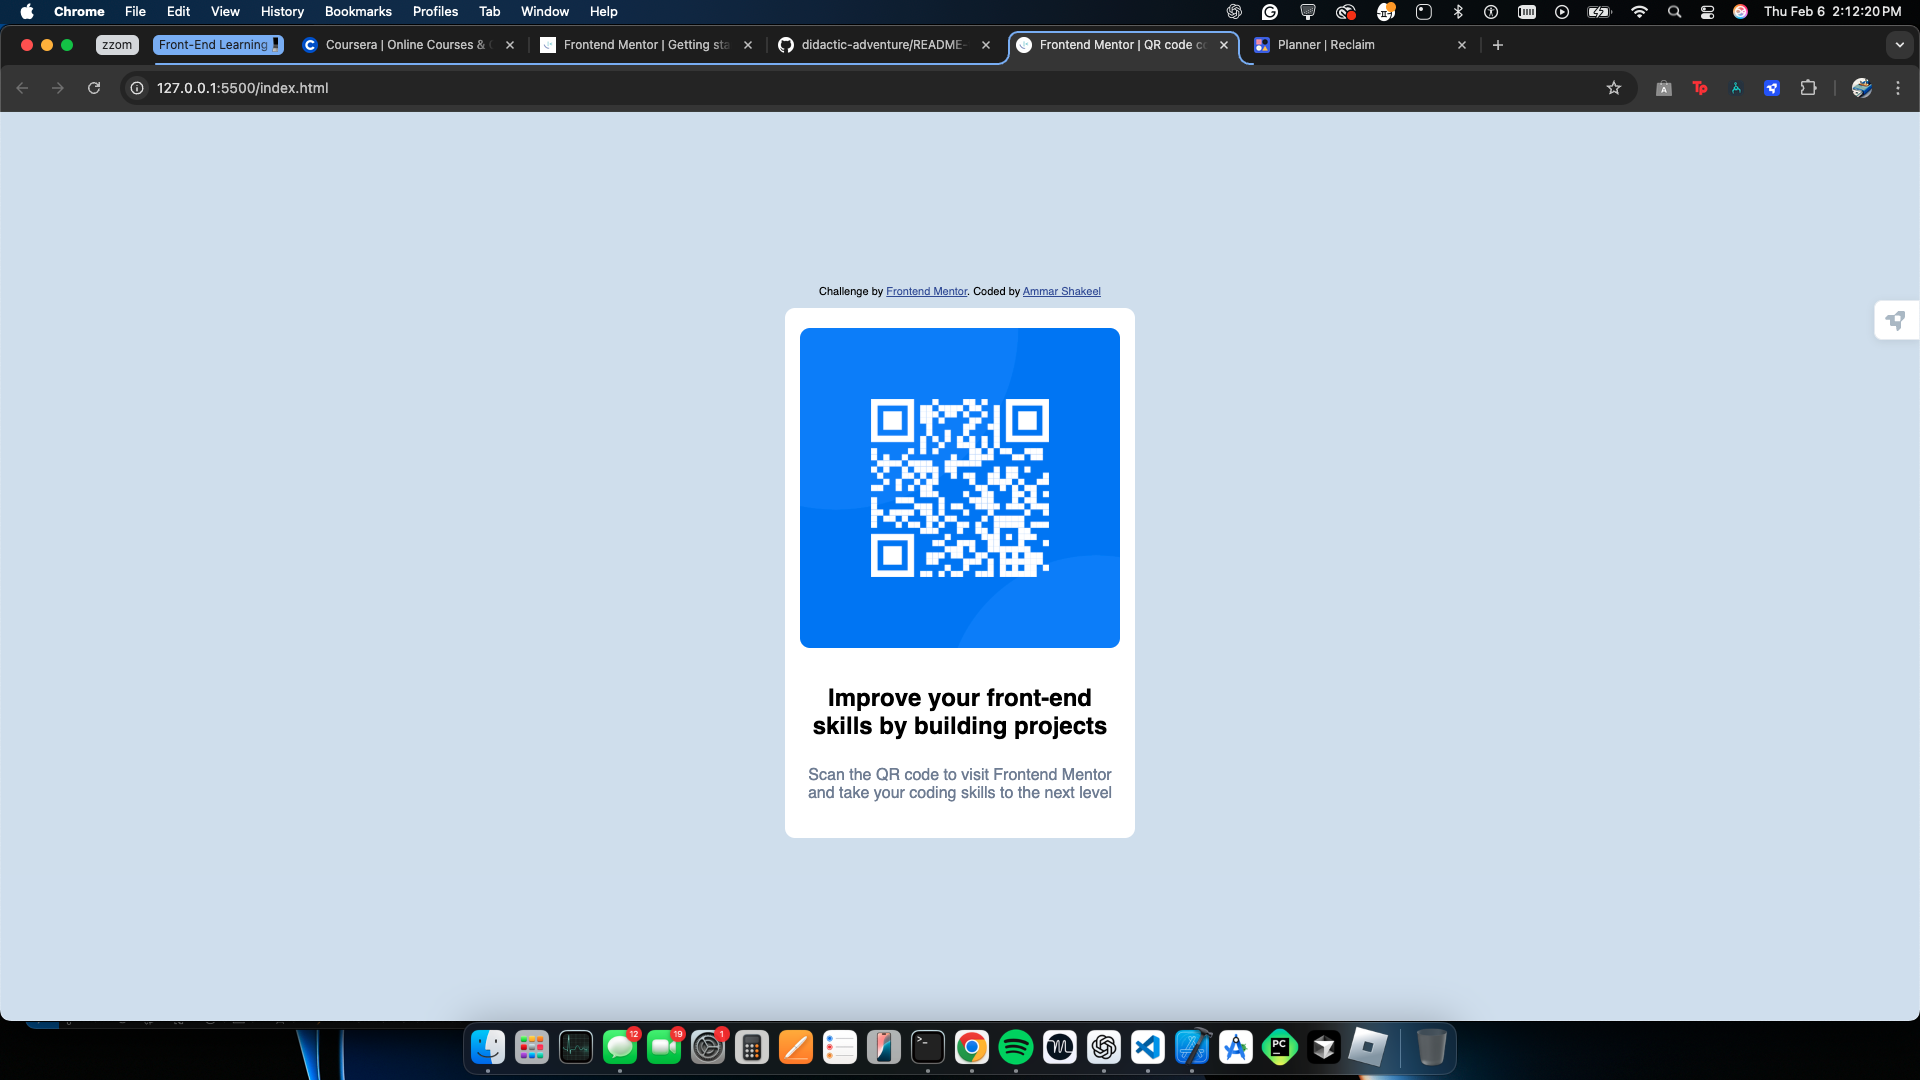 Chrome File Edit View History Bookmarks Profiles Tab Window Help Thu Feb 6 2:12:20 PM
zzom Front-End Learning Coursera | Online Courses & Frontend Mentor | Getting sta didactic-adventure/README- Frontend Mentor | QR code co Planner | Reclaim
127.0.0.1:5500/index.html
Challenge by Frontend Mentor. Coded by Ammar Shakeel
Improve your front-end
skills by building projects
Scan the QR code to visit Frontend Mentor
and take your coding skills to the next level
12 19 1
PC